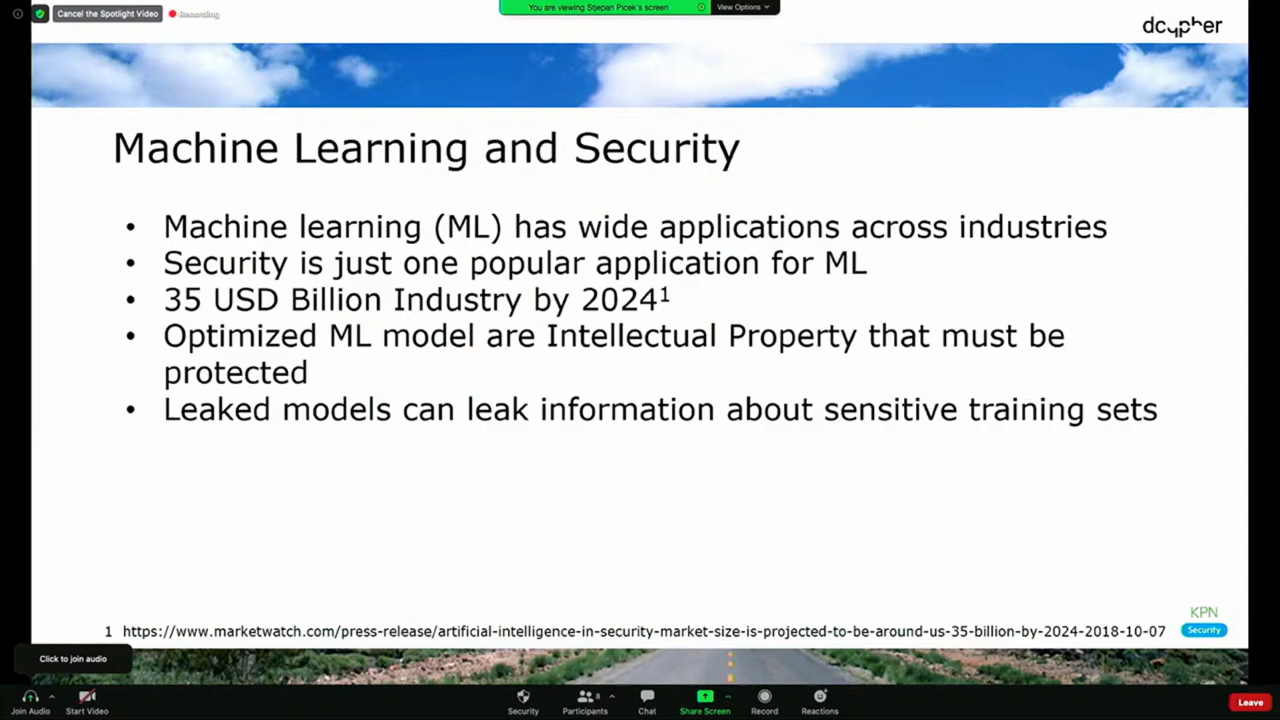 Cancel the Spotlight Video
Recording
You are viewing Stjepan Picek's screen
View Options
dcypher
Machine Learning and Security
• Machine learning (ML) has wide applications across industries
• Security is just one popular application for ML
• 35 USD Billion Industry by 2024¹
• Optimized ML model are Intellectual Property that must be
protected
• Leaked models can leak information about sensitive training sets
KPN
Security
1 https://www.marketwatch.com/press-release/artificial-intelligence-in-security-market-size-is-projected-to-be-around-us-35-billion-by-2024-2018-10-07
Click to join audio
Join Audio
Start Video
Security
Participants
8
Chat
Share Screen
Record
Reactions
Leave